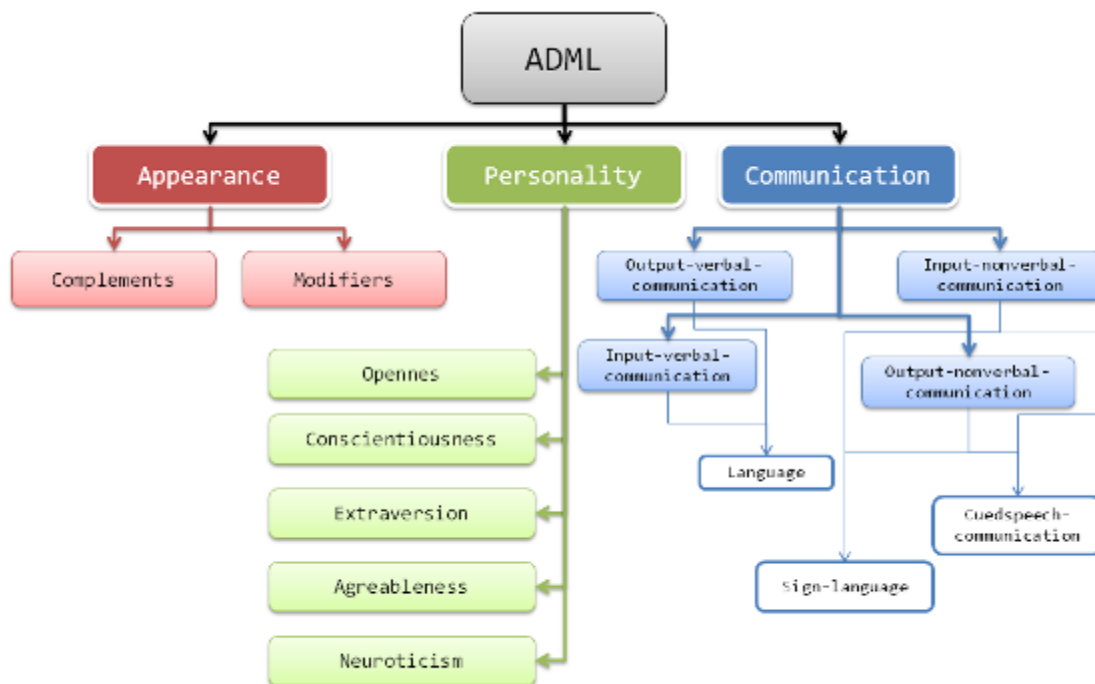 ADML
Appearance
Personality
Communication
Complements
Modifiers
Output-verbal-
communication
Input-nonverbal-
communication
Input-verbal-
communication
Output-nonverbal-
communication
Opennes
Conscientiousness
Extraversion
Agreableness
Neuroticism
Language
Cuedspeech-
communication
Sign-language